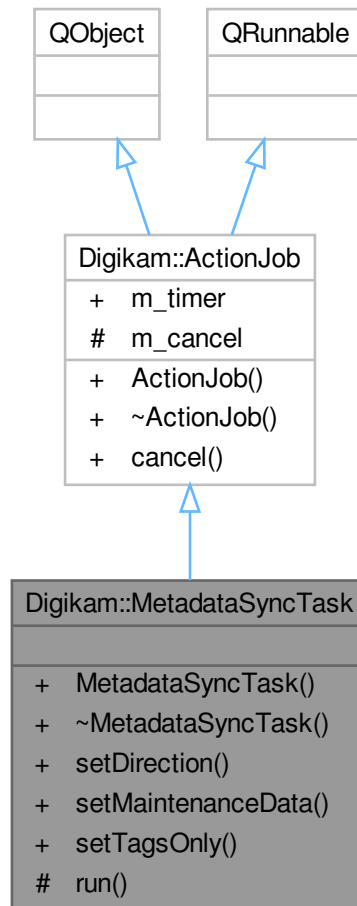 QObject
QRunnable
Digikam::ActionJob
+ m_timer
# m_cancel
+ ActionJob()
+ ~ActionJob()
+ cancel()
Digikam::MetadataSyncTask
+ MetadataSyncTask()
+ ~MetadataSyncTask()
+ setDirection()
+ setMaintenanceData()
+ setTagsOnly()
# run()